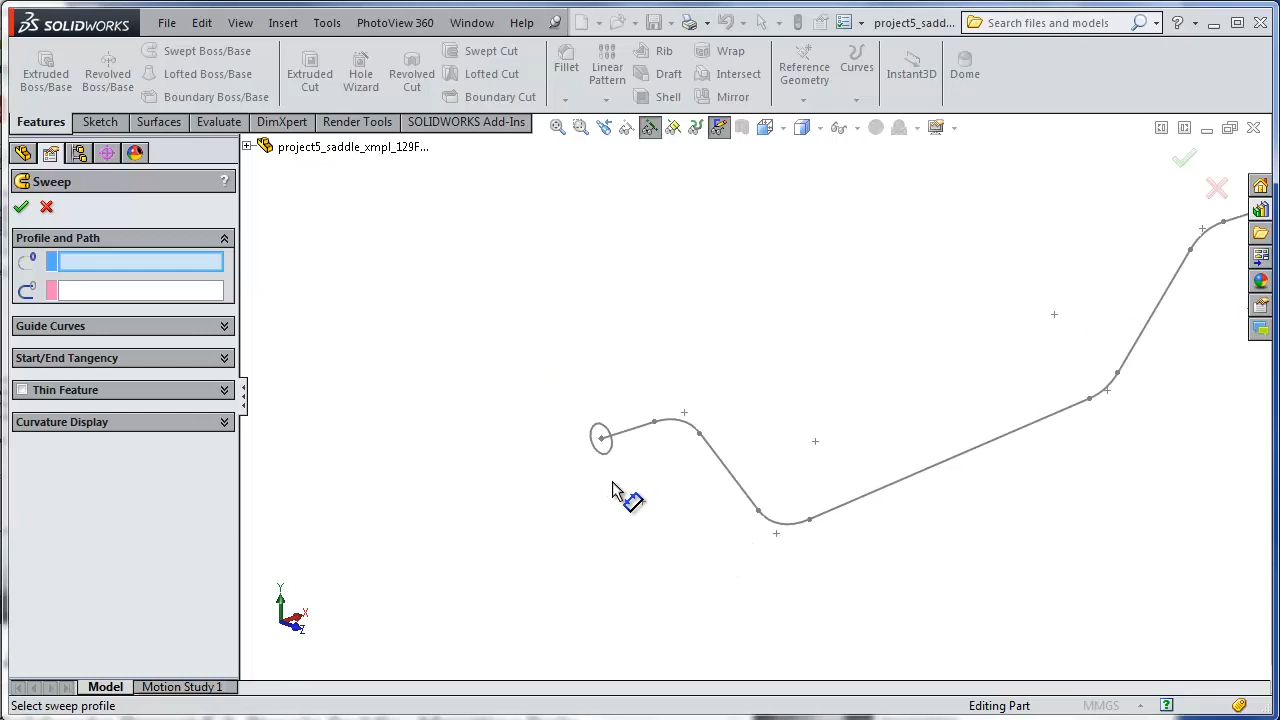 SOLIDWORKS File Edit View Insert Tools PhotoView 360 Window Help project5_sadd... Search files and models ?
Extruded Boss/Base
Revolved Boss/Base
Swept Boss/Base
Lofted Boss/Base
Boundary Boss/Base
Extruded Cut
Hole Wizard
Revolved Cut
Swept Cut
Lofted Cut
Boundary Cut
Fillet
Linear Pattern
Rib
Draft
Shell
Wrap
Intersect
Mirror
Reference Geometry
Curves
Instant3D
Dome
Features Sketch Surfaces Evaluate DimXpert Render Tools SOLIDWORKS Add-Ins
project5_saddle_xmpl_129F...
Sweep ?
Profile and Path
Guide Curves
Start/End Tangency
Thin Feature
Curvature Display
Y
X
Z
Model Motion Study 1
Select sweep profile Editing Part MMGS ?